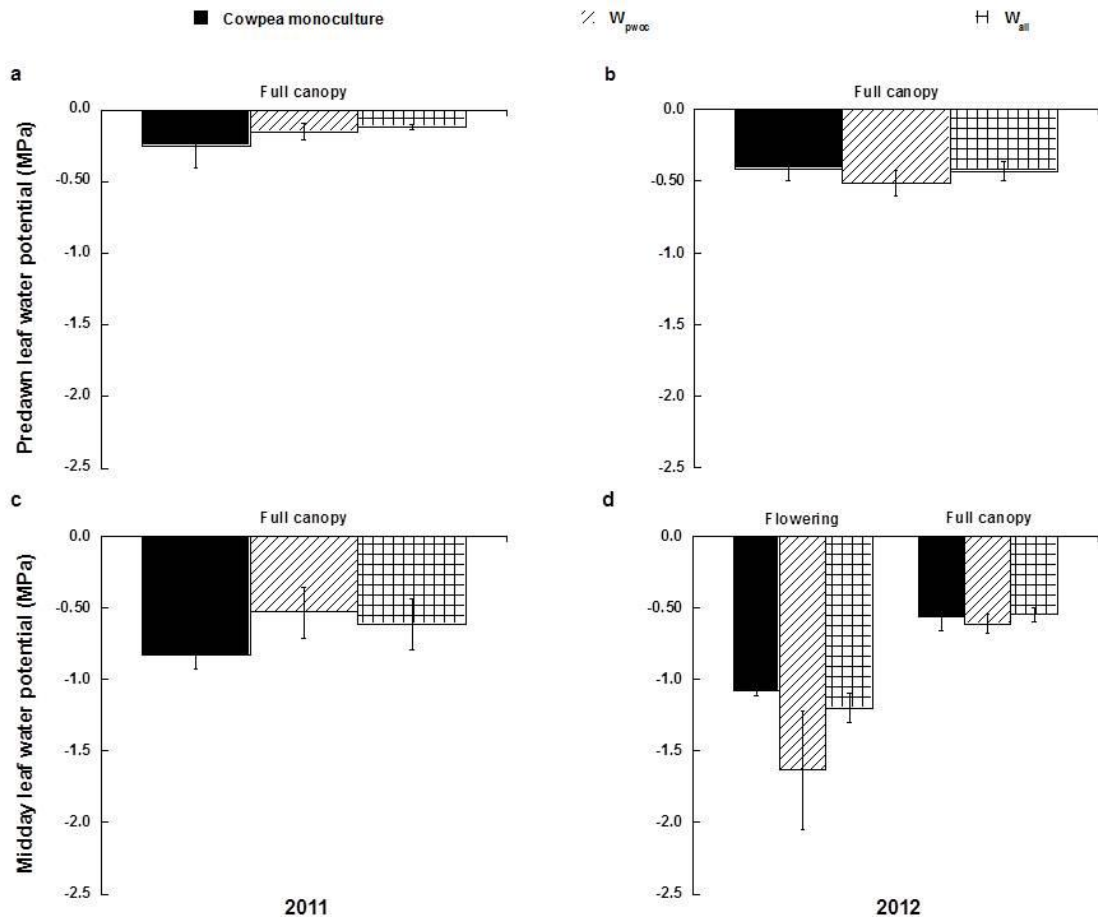 Cowpea monoculture W_pwoc W_all
a
Full canopy
0.0
-0.50
-1.0
-1.5
-2.0
-2.5
Predawn leaf water potential (MPa)
b
Full canopy
0.0
-0.50
-1.0
-1.5
-2.0
-2.5
c
Full canopy
0.0
-0.50
-1.0
-1.5
-2.0
-2.5
Midday leaf water potential (MPa)
2011
d
Flowering Full canopy
0.0
-0.50
-1.0
-1.5
-2.0
-2.5
2012